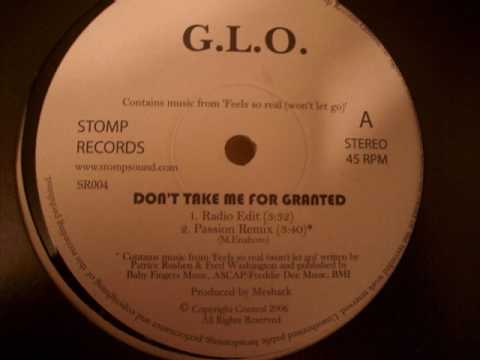 G.L.O.
Contains music from 'Feels so real (won't let go)'
STOMP
RECORDS
A
STEREO
45 RPM
www.stompsound.com
SR004
DON'T TAKE ME FOR GRANTED
1. Radio Edit (3:32)
2. Passion Remix (3:40)*
* Contains music from 'Feels so real (won't let go)' written by
Patrice Rushen & Fred Washington and published by
Baby Fingers Music, ASCAP/Freddie Dee Music, BMI
Produced by Meshack
© Copyright Control 2006
All Rights Reserved